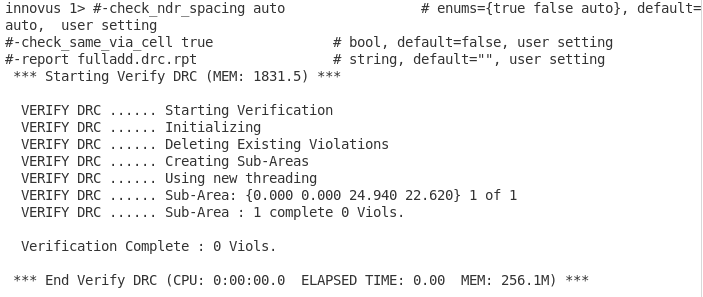 innovus 1> #-check_ndr_spacing auto                 # enums={true false auto}, default=
auto,  user setting
#-check_same_via_cell true               # bool, default=false, user setting
#-report fulladd.drc.rpt                 # string, default="", user setting
 *** Starting Verify DRC (MEM: 1831.5) ***

  VERIFY DRC ...... Starting Verification
  VERIFY DRC ...... Initializing
  VERIFY DRC ...... Deleting Existing Violations
  VERIFY DRC ...... Creating Sub-Areas
  VERIFY DRC ...... Using new threading
  VERIFY DRC ...... Sub-Area: {0.000 0.000 24.940 22.620} 1 of 1
  VERIFY DRC ...... Sub-Area : 1 complete 0 Viols.

  Verification Complete : 0 Viols.

 *** End Verify DRC (CPU: 0:00:00.0  ELAPSED TIME: 0.00  MEM: 256.1M) ***